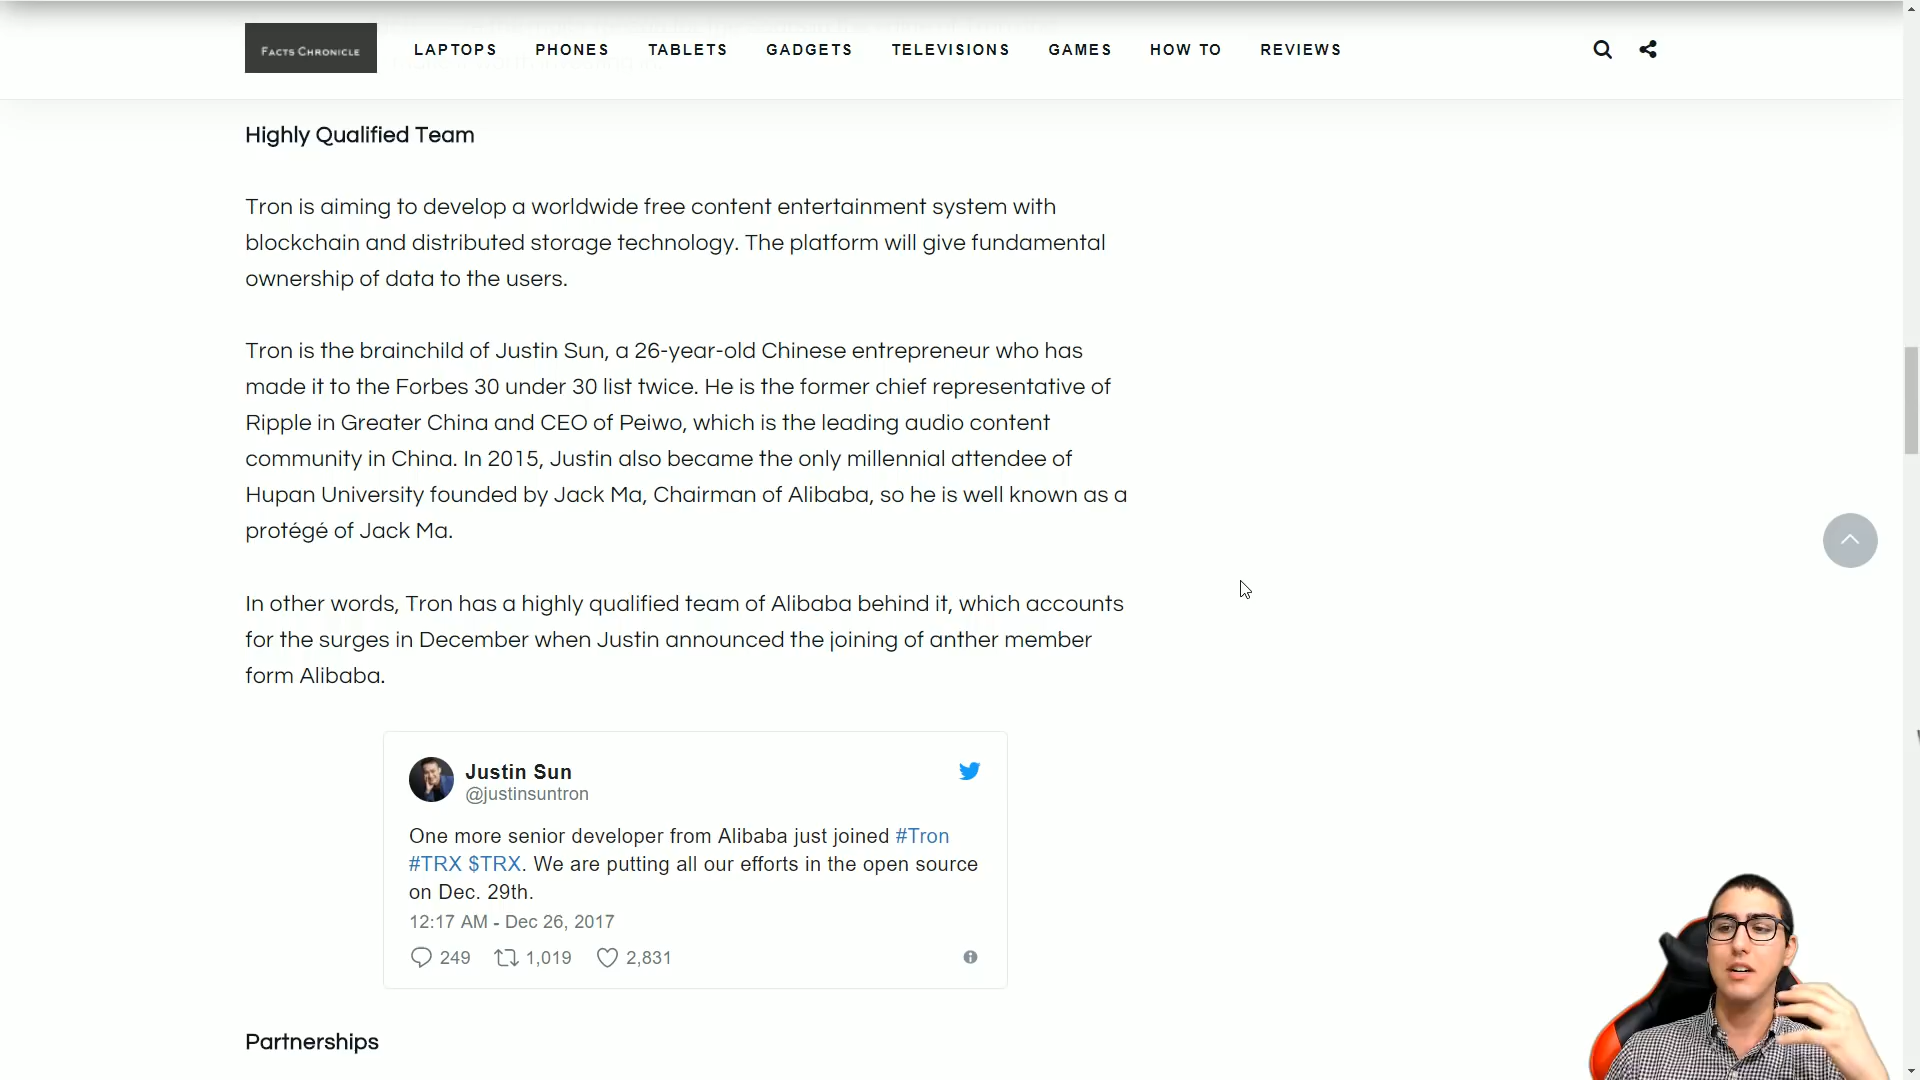 FACTS CHRONICLE
LAPTOPS PHONES TABLETS GADGETS TELEVISIONS GAMES HOW TO REVIEWS
Highly Qualified Team
Tron is aiming to develop a worldwide free content entertainment system with
blockchain and distributed storage technology. The platform will give fundamental
ownership of data to the users.
Tron is the brainchild of Justin Sun, a 26-year-old Chinese entrepreneur who has
made it to the Forbes 30 under 30 list twice. He is the former chief representative of
Ripple in Greater China and CEO of Peiwo, which is the leading audio content
community in China. In 2015, Justin also became the only millennial attendee of
Hupan University founded by Jack Ma, Chairman of Alibaba, so he is well known as a
protégé of Jack Ma.
In other words, Tron has a highly qualified team of Alibaba behind it, which accounts
for the surges in December when Justin announced the joining of anther member
form Alibaba.
Justin Sun
@justinsuntron
One more senior developer from Alibaba just joined #Tron
#TRX $TRX. We are putting all our efforts in the open source
on Dec. 29th.
12:17 AM - Dec 26, 2017
249 1,019 2,831
Partnerships